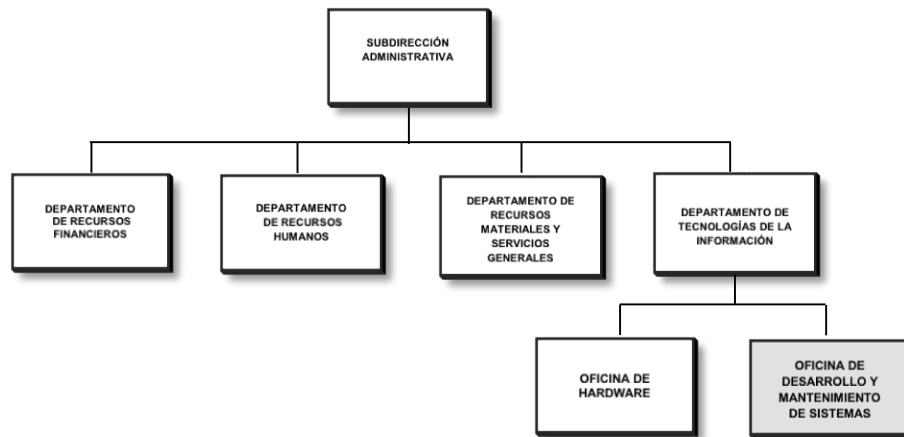 SUBDIRECCIÓN
ADMINISTRATIVA
DEPARTAMENTO
DE RECURSOS
FINANCIEROS
DEPARTAMENTO
DE RECURSOS
HUMANOS
DEPARTAMENTO DE
RECURSOS
MATERIALES Y
SERVICIOS
GENERALES
DEPARTAMENTO DE
TECNOLOGÍAS DE LA
INFORMACIÓN
OFICINA DE
HARDWARE
OFICINA DE
DESARROLLO Y
MANTENIMIENTO
DE SISTEMAS